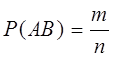 P(AB) = m/n